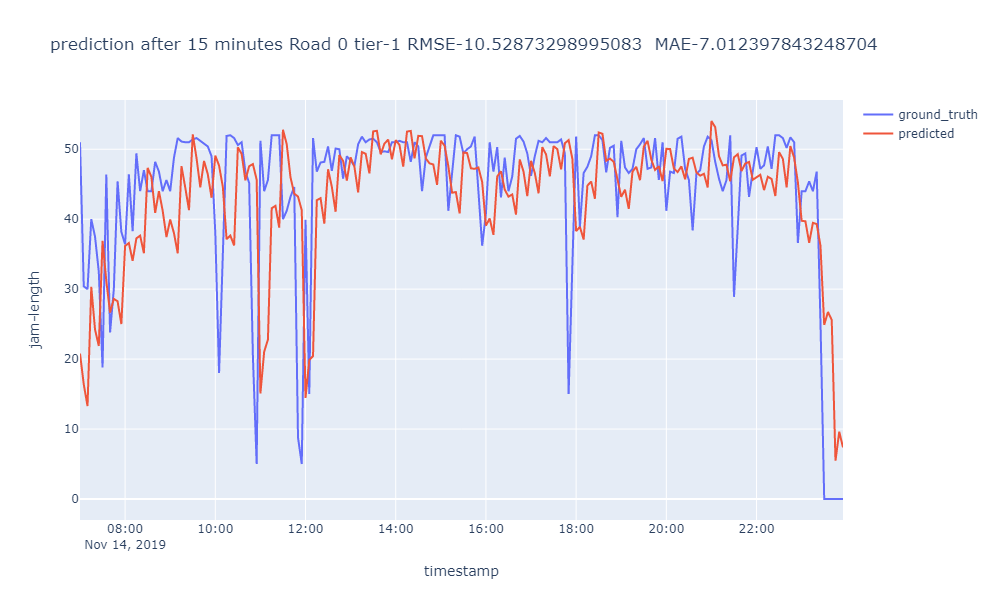 prediction after 15 minutes Road 0 tier-1 RMSE-10.52873298995083  MAE-7.012397843248704
ground_truth
predicted
jam-length
50
40
30
20
10
0
08:00 10:00 12:00 14:00 16:00 18:00 20:00 22:00
Nov 14, 2019
timestamp